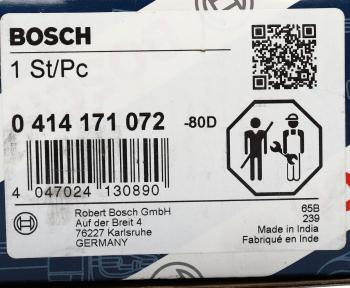 BOSCH
1 St/Pc
0 414 171 072 -80D
4 047024 130890
Robert Bosch GmbH
Auf der Breit 4
76227 Karlsruhe
GERMANY
65B
239
Made in India
Fabriqué en Inde